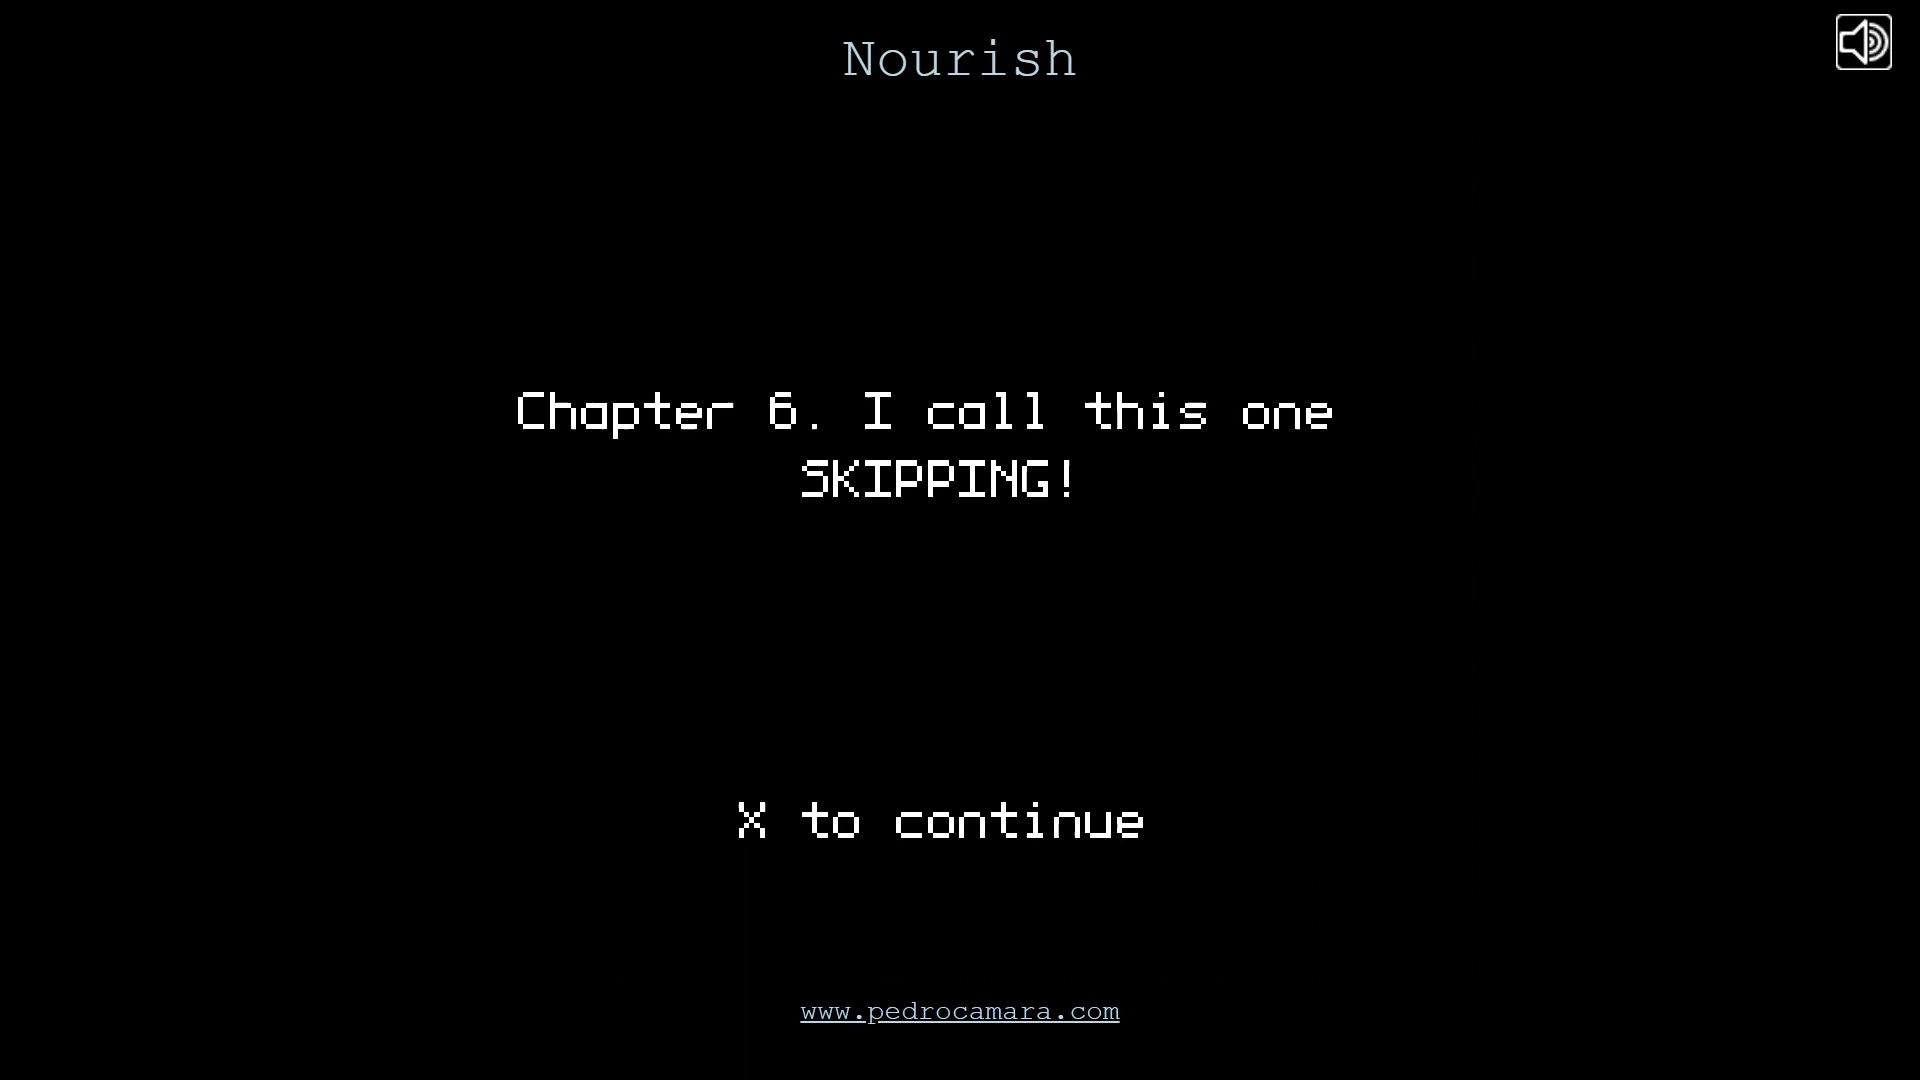 Nourish
Chapter 6. I call this one
SKIPPING!
X to continue
www.pedrocamara.com